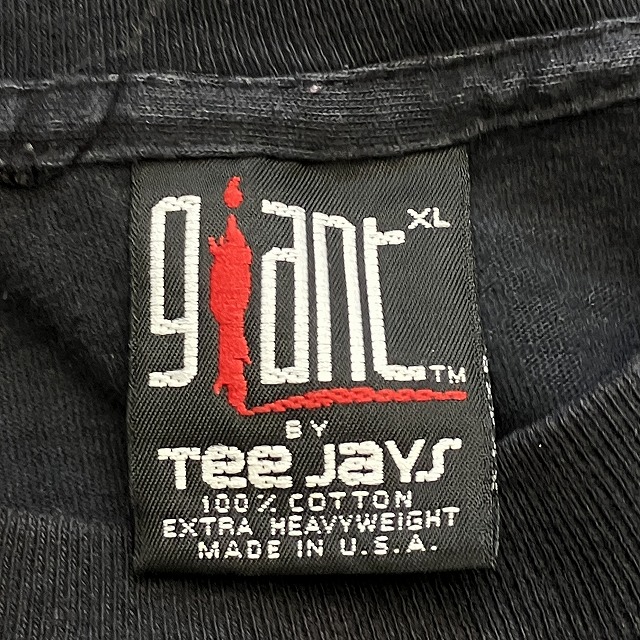 giant XL
TM
BY
Tee Jays
100% COTTON
EXTRA HEAVYWEIGHT
MADE IN U.S.A.